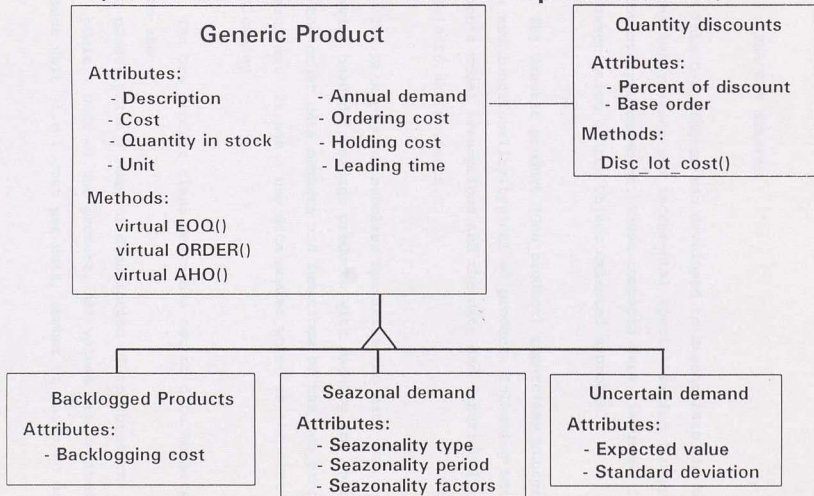 Generic Product
Attributes:
- Description
- Cost
- Quantity in stock
- Unit
- Annual demand
- Ordering cost
- Holding cost
- Leading time
Methods:
virtual EOQ()
virtual ORDER()
virtual AHO()
Quantity discounts
Attributes:
- Percent of discount
- Base order
Methods:
Disc_lot_cost()
Backlogged Products
Attributes:
- Backlogging cost
Seazonal demand
Attributes:
- Seazonality type
- Seazonality period
- Seazonality factors
Uncertain demand
Attributes:
- Expected value
- Standard deviation